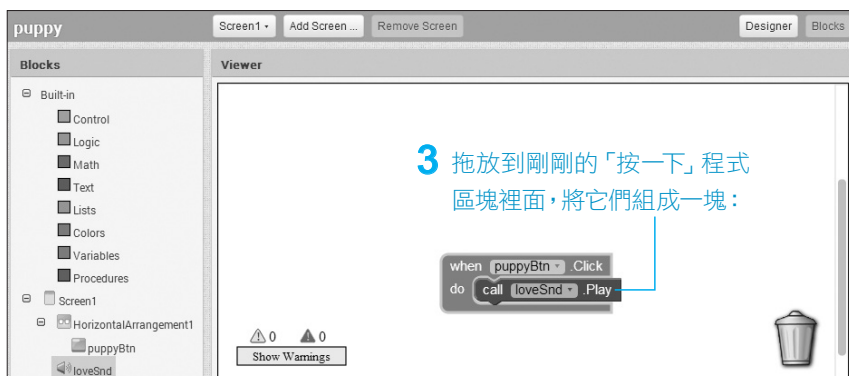 puppy Screen1 Add Screen ... Remove Screen Designer Blocks
Blocks Viewer
Built-in
Control
Logic
Math
Text
Lists
Colors
Variables
Procedures
Screen1
HorizontalArrangement1
puppyBtn
loveSnd
3 拖放到剛剛的「按一下」程式
區塊裡面，將它們組成一塊：
when puppyBtn .Click
do call loveSnd .Play
0 0
Show Warnings